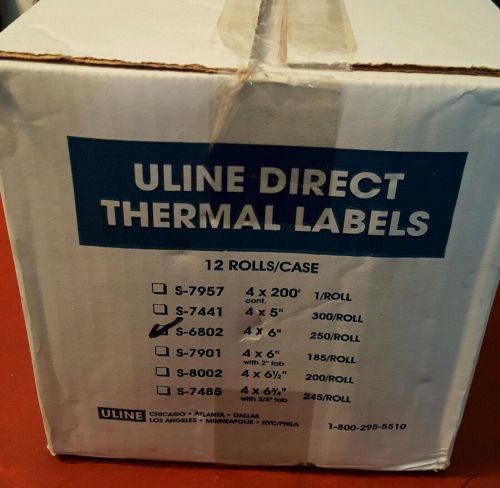 ULINE DIRECT
THERMAL LABELS
12 ROLLS/CASE
S-7957 4 x 200' 1/ROLL
cont.
S-7441 4 x 5" 300/ROLL
S-6802 4 x 6" 250/ROLL
S-7901 4 x 6" 185/ROLL
with 2" tab
S-8002 4 x 6½" 200/ROLL
S-7485 4 x 6¾" 245/ROLL
with 3/4" tab
ULINE CHICAGO • ATLANTA • DALLAS
LOS ANGELES • MINNEAPOLIS • NYC/PHILA 1-800-295-5510